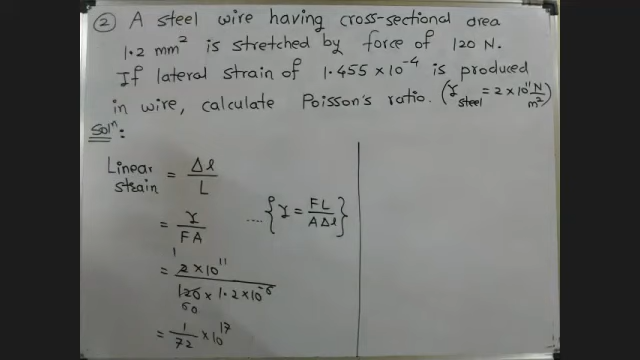 ② A steel wire having cross-sectional area
1.2 mm² is stretched by force of 120 N.
If lateral strain of 1.455 × 10⁻⁴ is produced
in wire, calculate Poisson's ratio. (Y_steel = 2 × 10¹¹ N/m²)
Solⁿ:
Linear strain = Δl / L
= Y / FA .... {Y = FL / AΔl}
= 2 × 10¹¹ / 120 × 1.2 × 10⁻⁶
1
60
= 1/72 × 10¹⁷